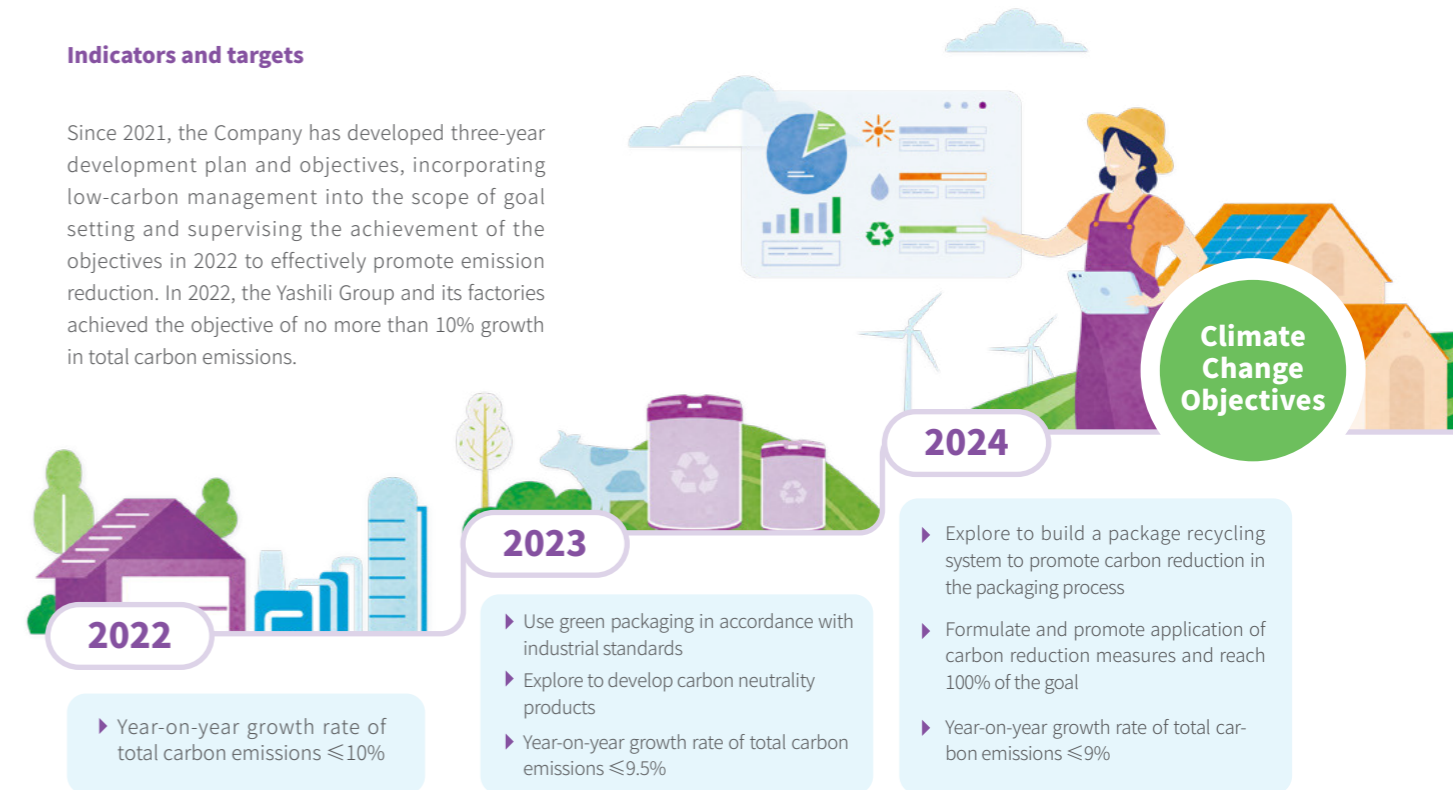 Indicators and targets
Since 2021, the Company has developed three-year
development plan and objectives, incorporating
low-carbon management into the scope of goal
setting and supervising the achievement of the
objectives in 2022 to effectively promote emission
reduction. In 2022, the Yashili Group and its factories
achieved the objective of no more than 10% growth
in total carbon emissions.
Climate
Change
Objectives
2022
Year-on-year growth rate of
total carbon emissions ⩽10%
2023
Use green packaging in accordance with
industrial standards
Explore to develop carbon neutrality
products
Year-on-year growth rate of total carbon
emissions ⩽9.5%
2024
Explore to build a package recycling
system to promote carbon reduction in
the packaging process
Formulate and promote application of
carbon reduction measures and reach
100% of the goal
Year-on-year growth rate of total car-
bon emissions ⩽9%